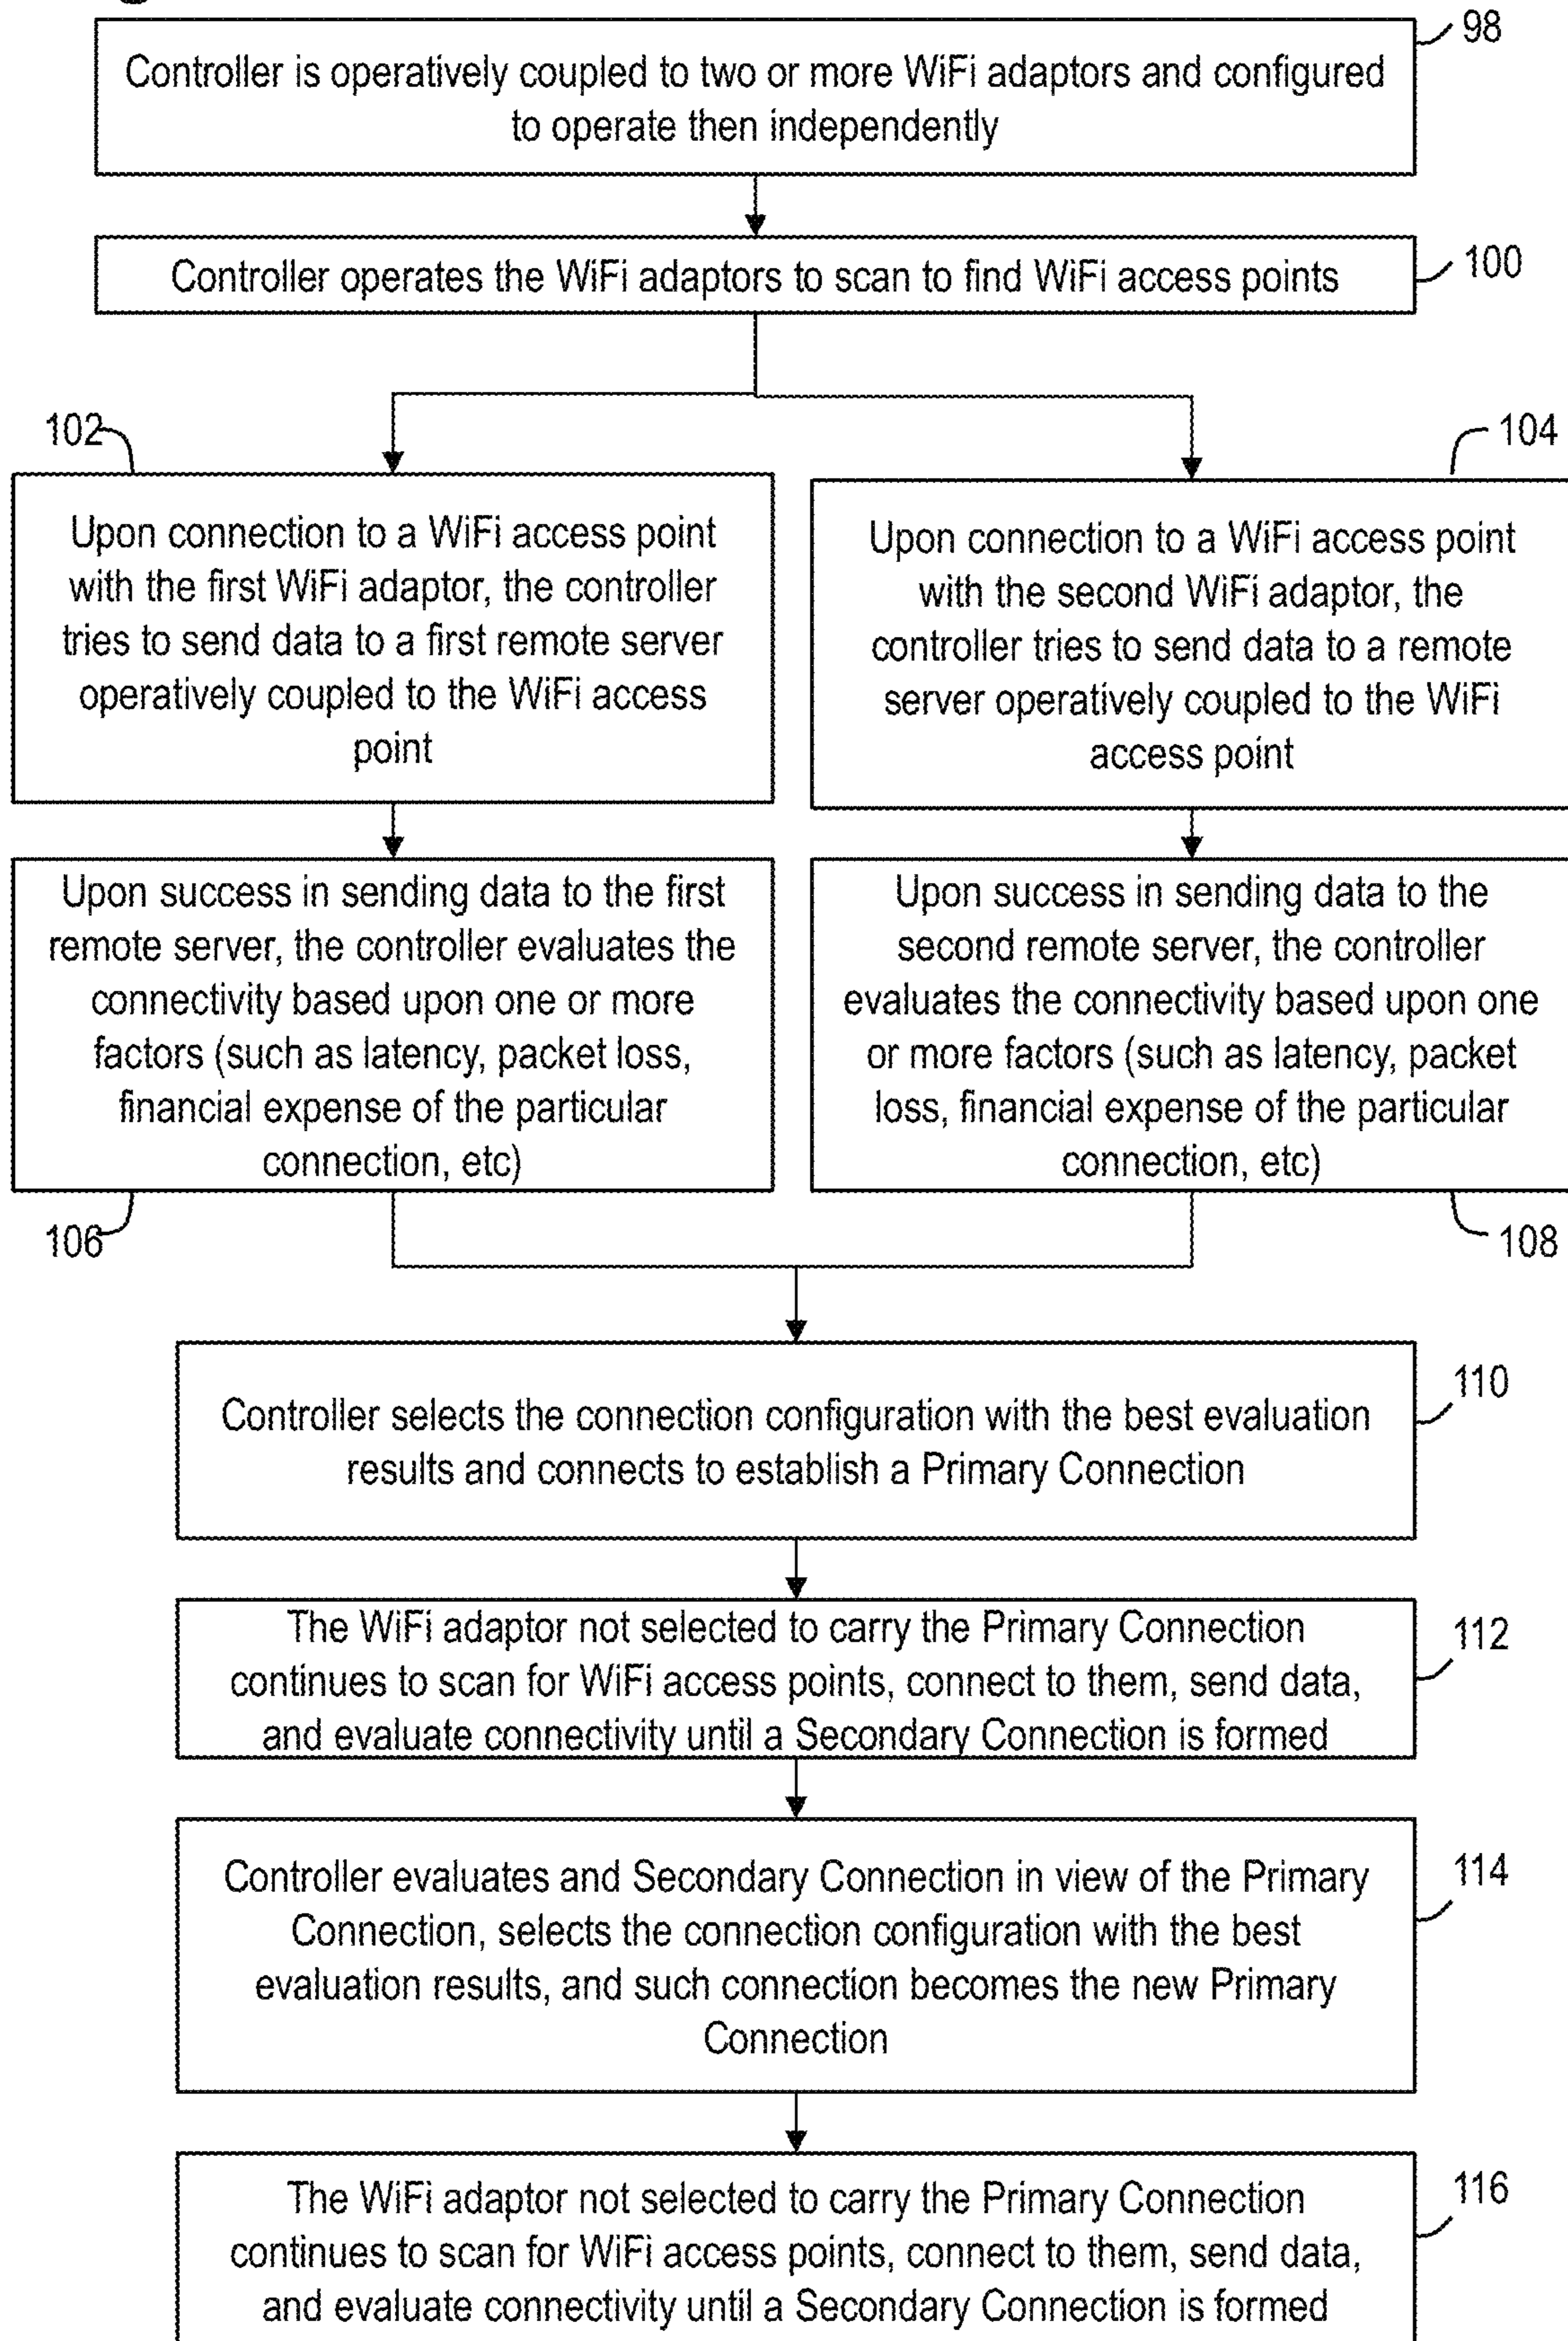 98
Controller is operatively coupled to two or more WiFi adaptors and configured
to operate then independently
Controller operates the WiFi adaptors to scan to find WiFi access points
100
102
104
Upon connection to a WiFi access point
with the first WiFi adaptor, the controller
tries to send data to a first remote server
operatively coupled to the WiFi access
point
Upon connection to a WiFi access point
with the second WiFi adaptor, the
controller tries to send data to a remote
server operatively coupled to the WiFi
access point
Upon success in sending data to the first
remote server, the controller evaluates the
connectivity based upon one or more
factors (such as latency, packet loss,
financial expense of the particular
connection, etc)
Upon success in sending data to the
second remote server, the controller
evaluates the connectivity based upon one
or more factors (such as latency, packet
loss, financial expense of the particular
connection, etc)
106
108
110
Controller selects the connection configuration with the best evaluation
results and connects to establish a Primary Connection
The WiFi adaptor not selected to carry the Primary Connection
continues to scan for WiFi access points, connect to them, send data,
and evaluate connectivity until a Secondary Connection is formed
112
Controller evaluates and Secondary Connection in view of the Primary
Connection, selects the connection configuration with the best
evaluation results, and such connection becomes the new Primary
Connection
114
The WiFi adaptor not selected to carry the Primary Connection
continues to scan for WiFi access points, connect to them, send data,
and evaluate connectivity until a Secondary Connection is formed
116